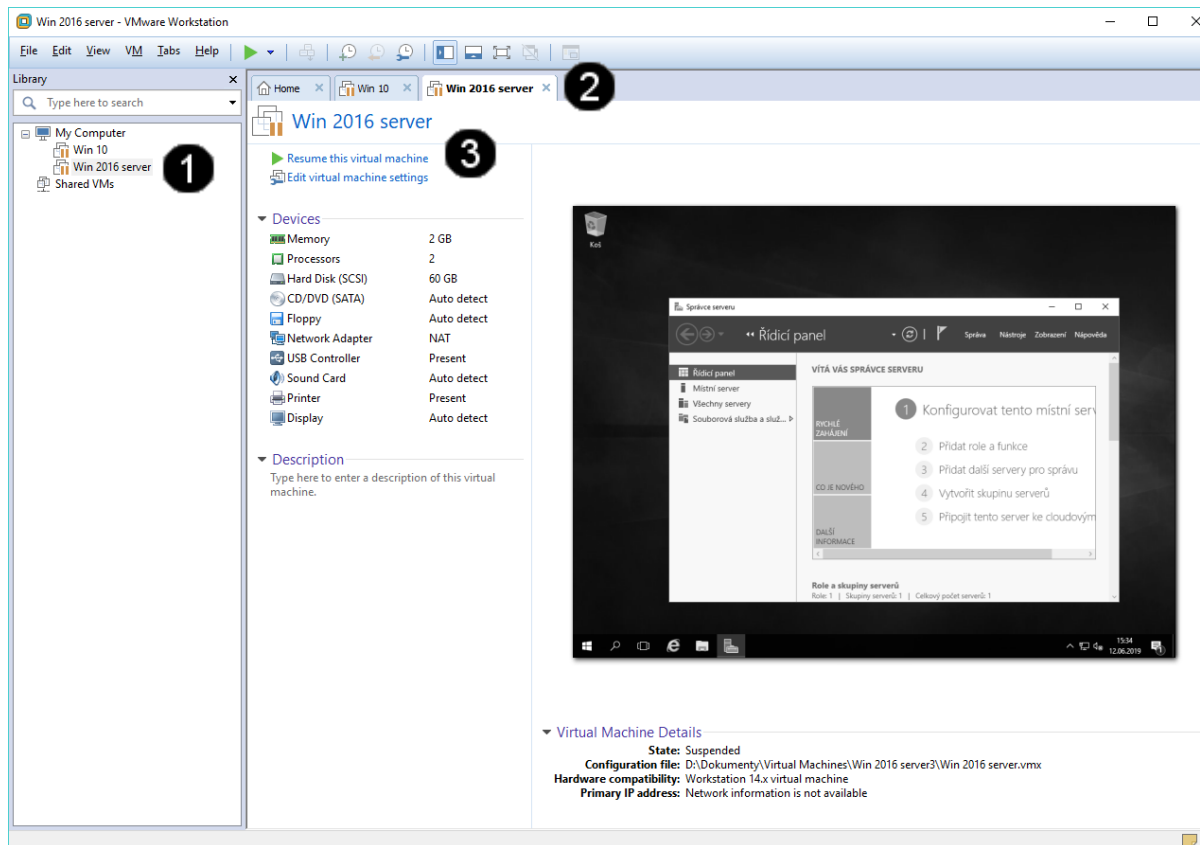 Win 2016 server - VMware Workstation
File Edit View VM Tabs Help
Library
Type here to search
My Computer
Win 10
Win 2016 server
Shared VMs
1
Home
Win 10
Win 2016 server
2
Win 2016 server
Resume this virtual machine
3
Edit virtual machine settings
Devices
Memory 2 GB
Processors 2
Hard Disk (SCSI) 60 GB
CD/DVD (SATA) Auto detect
Floppy Auto detect
Network Adapter NAT
USB Controller Present
Sound Card Auto detect
Printer Present
Display Auto detect
Description
Type here to enter a description of this virtual
machine.
Koš
Správce serveru
Řídicí panel
Správa Nástroje Zobrazení Nápověda
Řídicí panel
Místní server
Všechny servery
Souborová služba a služ...
VÍTÁ VÁS SPRÁVCE SERVERU
RYCHLÉ
ZAHÁJENÍ
CO JE NOVÉHO
DALŠÍ
INFORMACE
1 Konfigurovat tento místní serv
2 Přidat role a funkce
3 Přidat další servery pro správu
4 Vytvořit skupinu serverů
5 Připojit tento server ke cloudovým
Role a skupiny serverů
Role: 1 | Skupiny serverů: 1 | Celkový počet serverů: 1
15:34
12.06.2019
1
Virtual Machine Details
State: Suspended
Configuration file: D:\Dokumenty\Virtual Machines\Win 2016 server3\Win 2016 server.vmx
Hardware compatibility: Workstation 14.x virtual machine
Primary IP address: Network information is not available